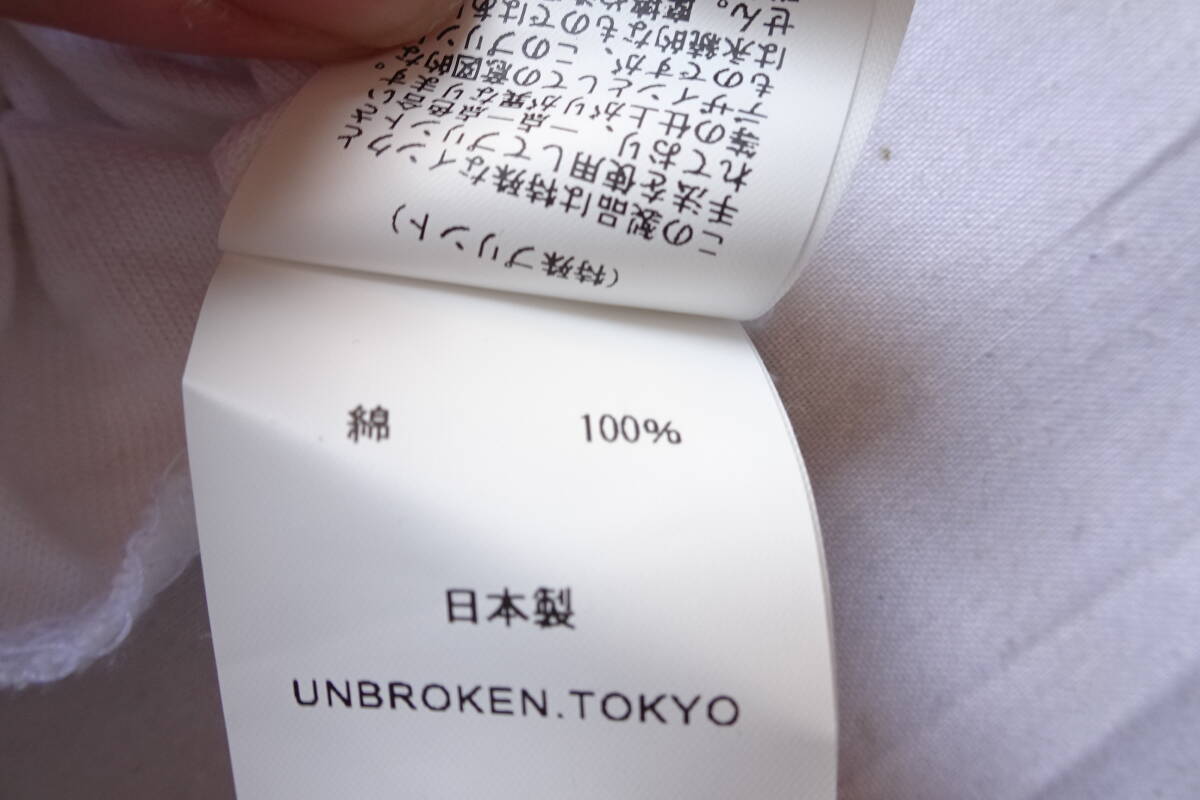 (特殊プリント)
この製品は特殊なインクと
手法を使用してプリントさ
れており、一点一点色合い
等の仕上がりが異なります。
デザインとしての意図的な
ものですが、このプリン
は永続的なものではあ
せん。摩擦や
綿 100%
日本製
UNBROKEN.TOKYO